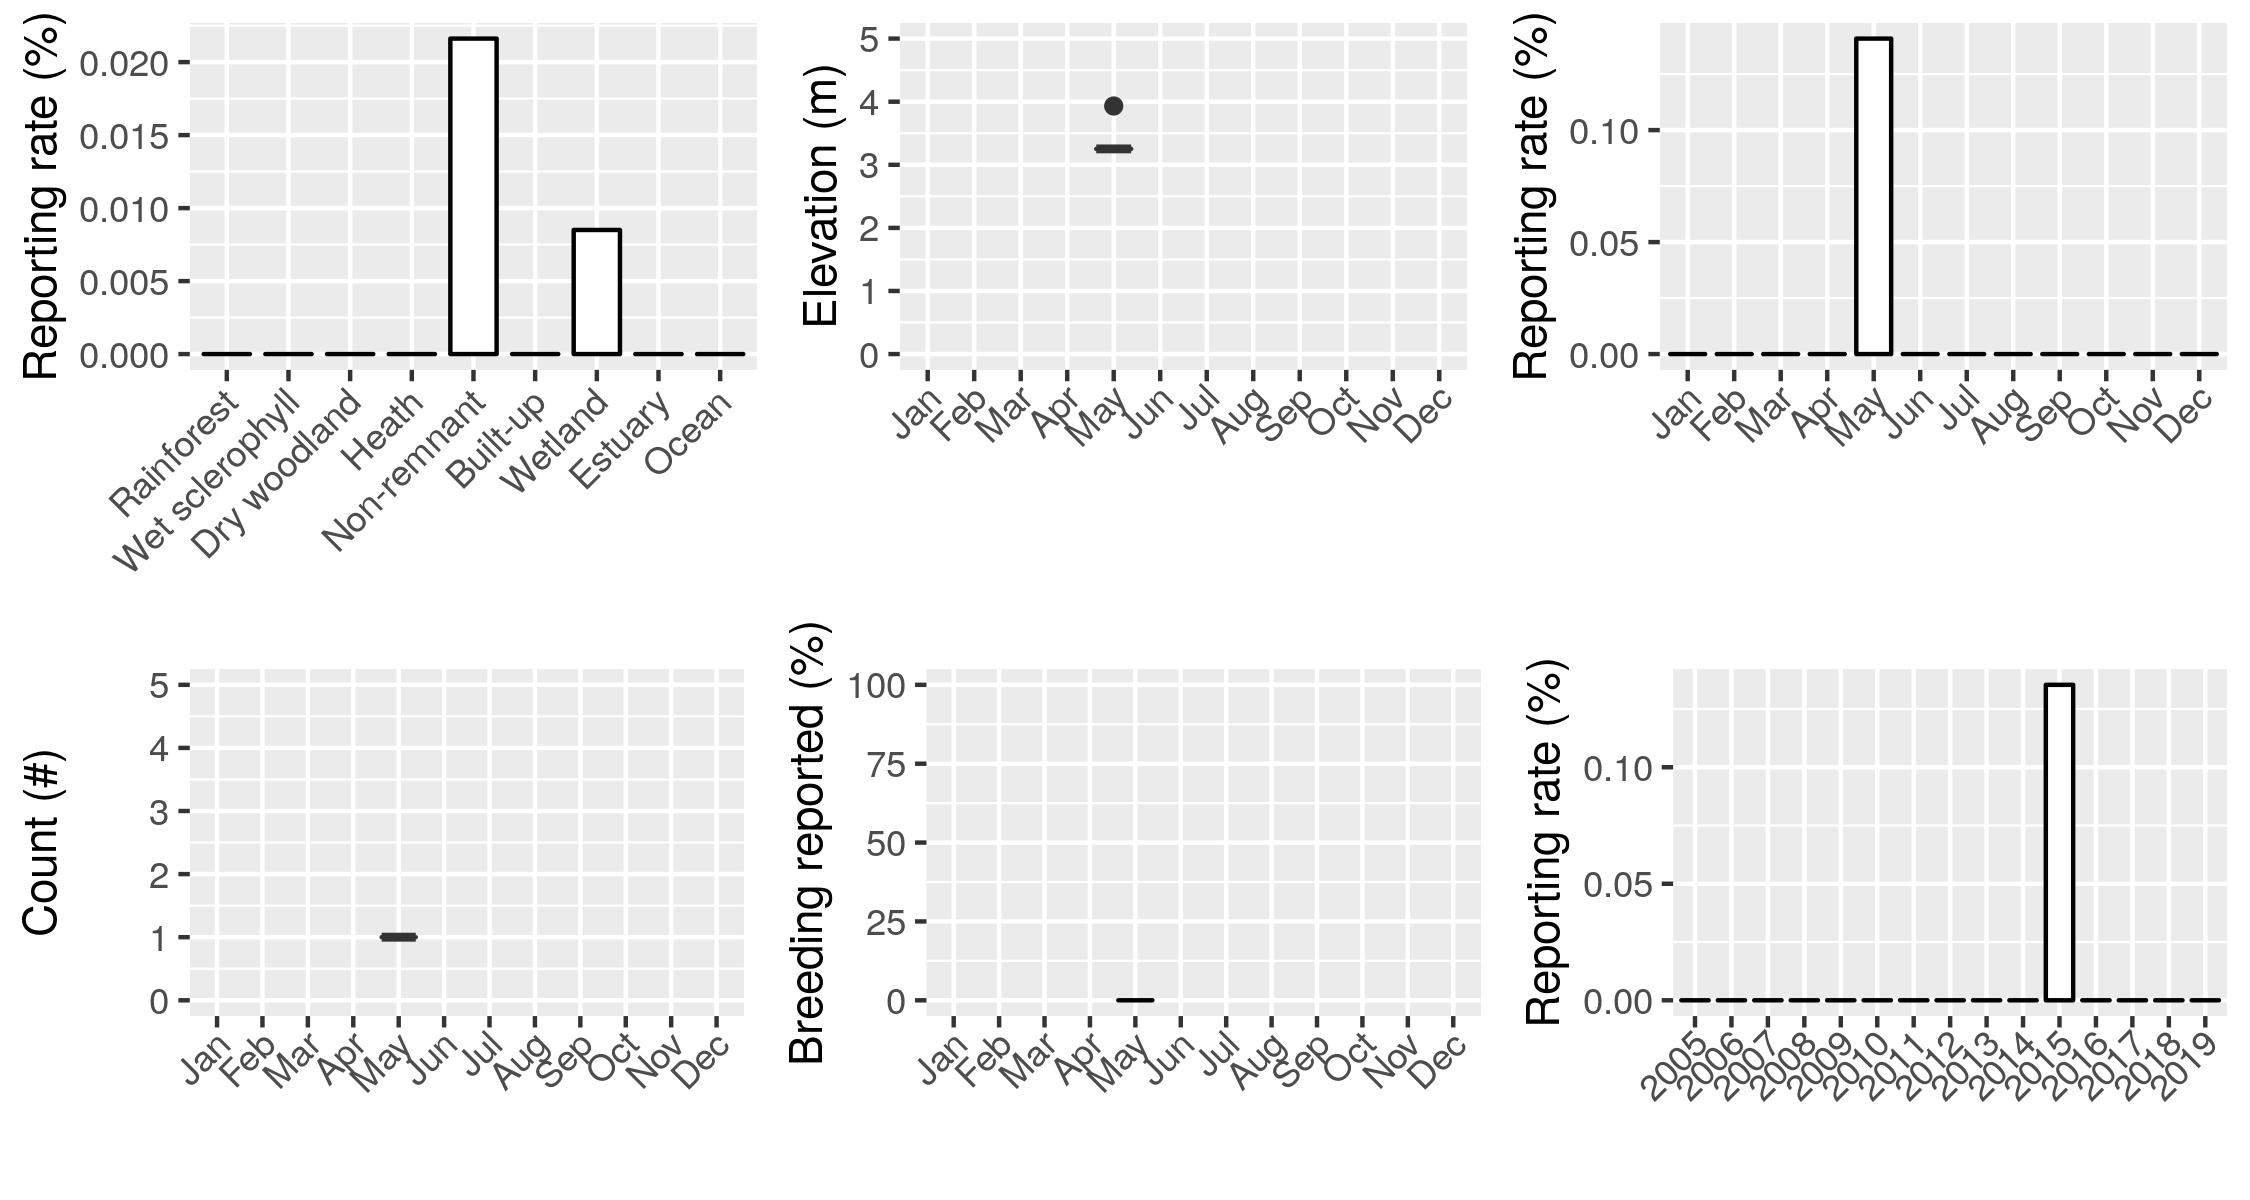 Reporting rate (%)
0.020
0.015
0.010
0.005
0.000
Rainforest
Wet sclerophyll
Dry woodland
Heath
Non-remnant
Built-up
Wetland
Estuary
Ocean
Elevation (m)
5
4
3
2
1
0
Jan
Feb
Mar
Apr
May
Jun
Jul
Aug
Sep
Oct
Nov
Dec
Reporting rate (%)
0.10
0.05
0.00
Jan
Feb
Mar
Apr
May
Jun
Jul
Aug
Sep
Oct
Nov
Dec
Count (#)
5
4
3
2
1
0
Jan
Feb
Mar
Apr
May
Jun
Jul
Aug
Sep
Oct
Nov
Dec
Breeding reported (%)
100
75
50
25
0
Jan
Feb
Mar
Apr
May
Jun
Jul
Aug
Sep
Oct
Nov
Dec
Reporting rate (%)
0.10
0.05
0.00
2005
2006
2007
2008
2009
2010
2011
2012
2013
2014
2015
2016
2017
2018
2019